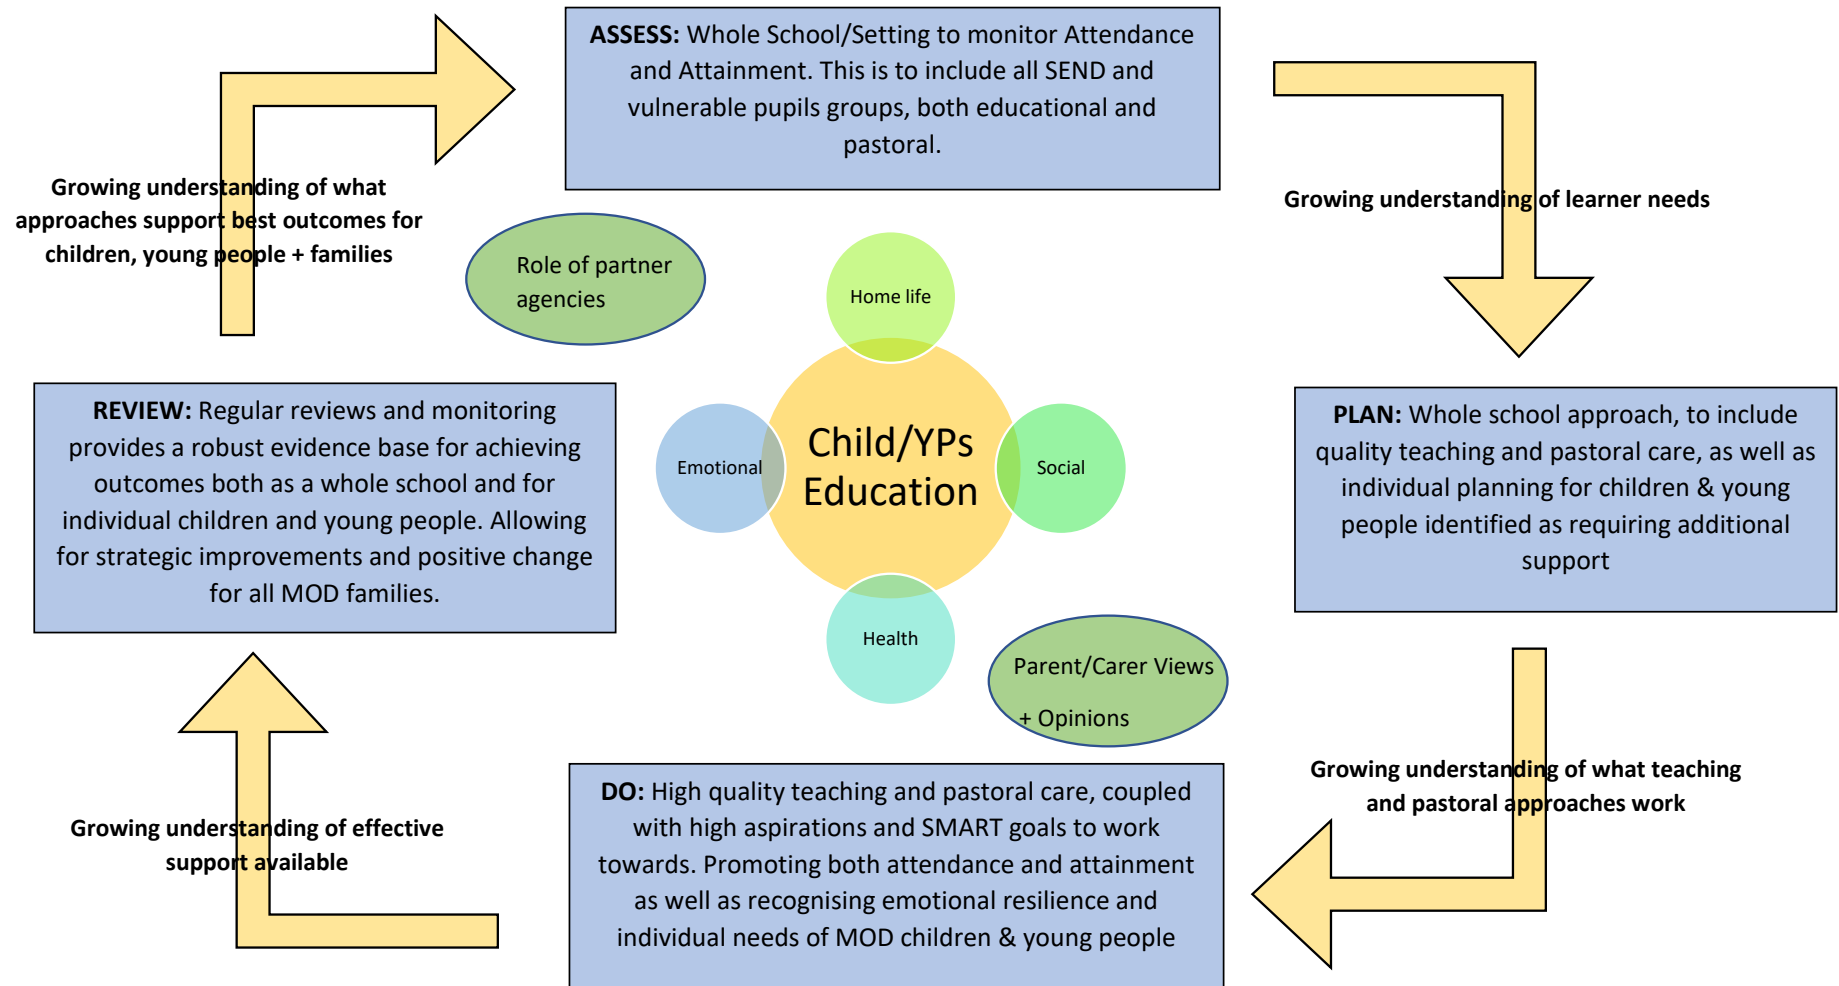 ASSESS: Whole School/Setting to monitor Attendance
and Attainment. This is to include all SEND and
vulnerable pupils groups, both educational and
pastoral.
Growing understanding of what
approaches support best outcomes for
children, young people + families
Growing understanding of learner needs
Role of partner
agencies
Home life
Emotional
Child/YPs
Education
Social
Health
REVIEW: Regular reviews and monitoring
provides a robust evidence base for achieving
outcomes both as a whole school and for
individual children and young people. Allowing
for strategic improvements and positive change
for all MOD families.
PLAN: Whole school approach, to include
quality teaching and pastoral care, as well as
individual planning for children & young
people identified as requiring additional
support
Parent/Carer Views
+ Opinions
Growing understanding of what teaching
and pastoral approaches work
DO: High quality teaching and pastoral care, coupled
with high aspirations and SMART goals to work
towards. Promoting both attendance and attainment
as well as recognising emotional resilience and
individual needs of MOD children & young people
Growing understanding of effective
support available